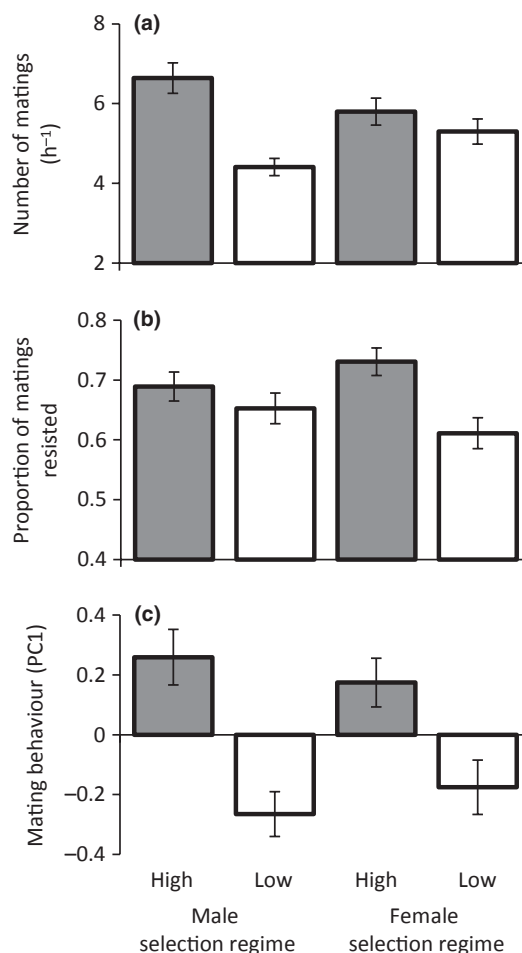 (a)
Number of matings
(h⁻¹)
8
6
4
2
(b)
Proportion of matings
resisted
0.8
0.7
0.6
0.5
0.4
(c)
Mating behaviour (PC1)
0.4
0.2
0
–0.2
–0.4
High Low High Low
Male Female
selection regime selection regime